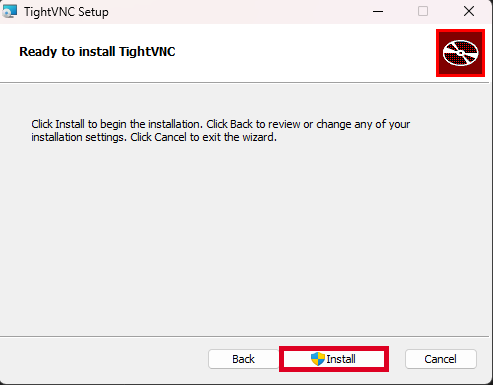 TightVNC Setup
Ready to install TightVNC
Click Install to begin the installation. Click Back to review or change any of your
installation settings. Click Cancel to exit the wizard.
Back
Install
Cancel